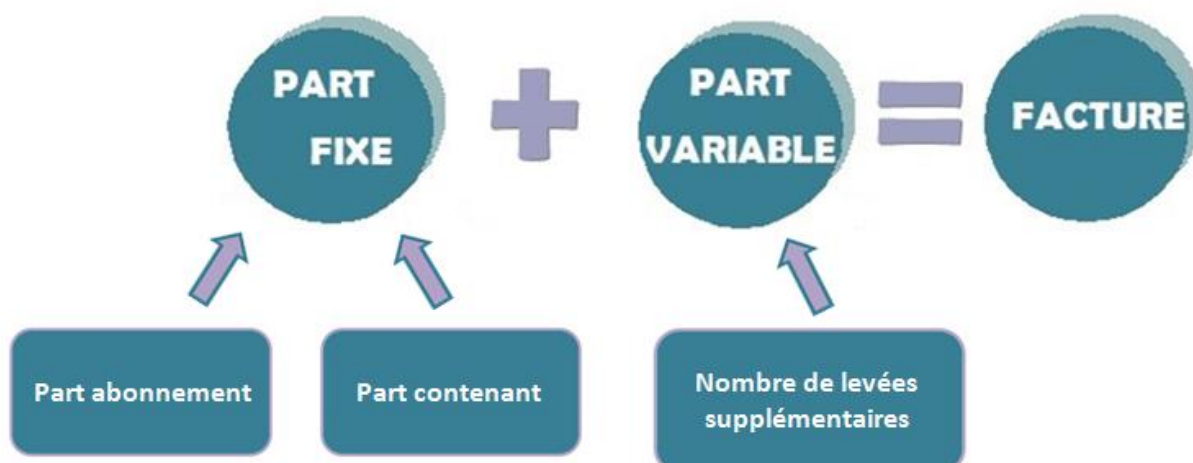 PART
FIXE
+
PART
VARIABLE
=
FACTURE
Part abonnement
Part contenant
Nombre de levées
supplémentaires